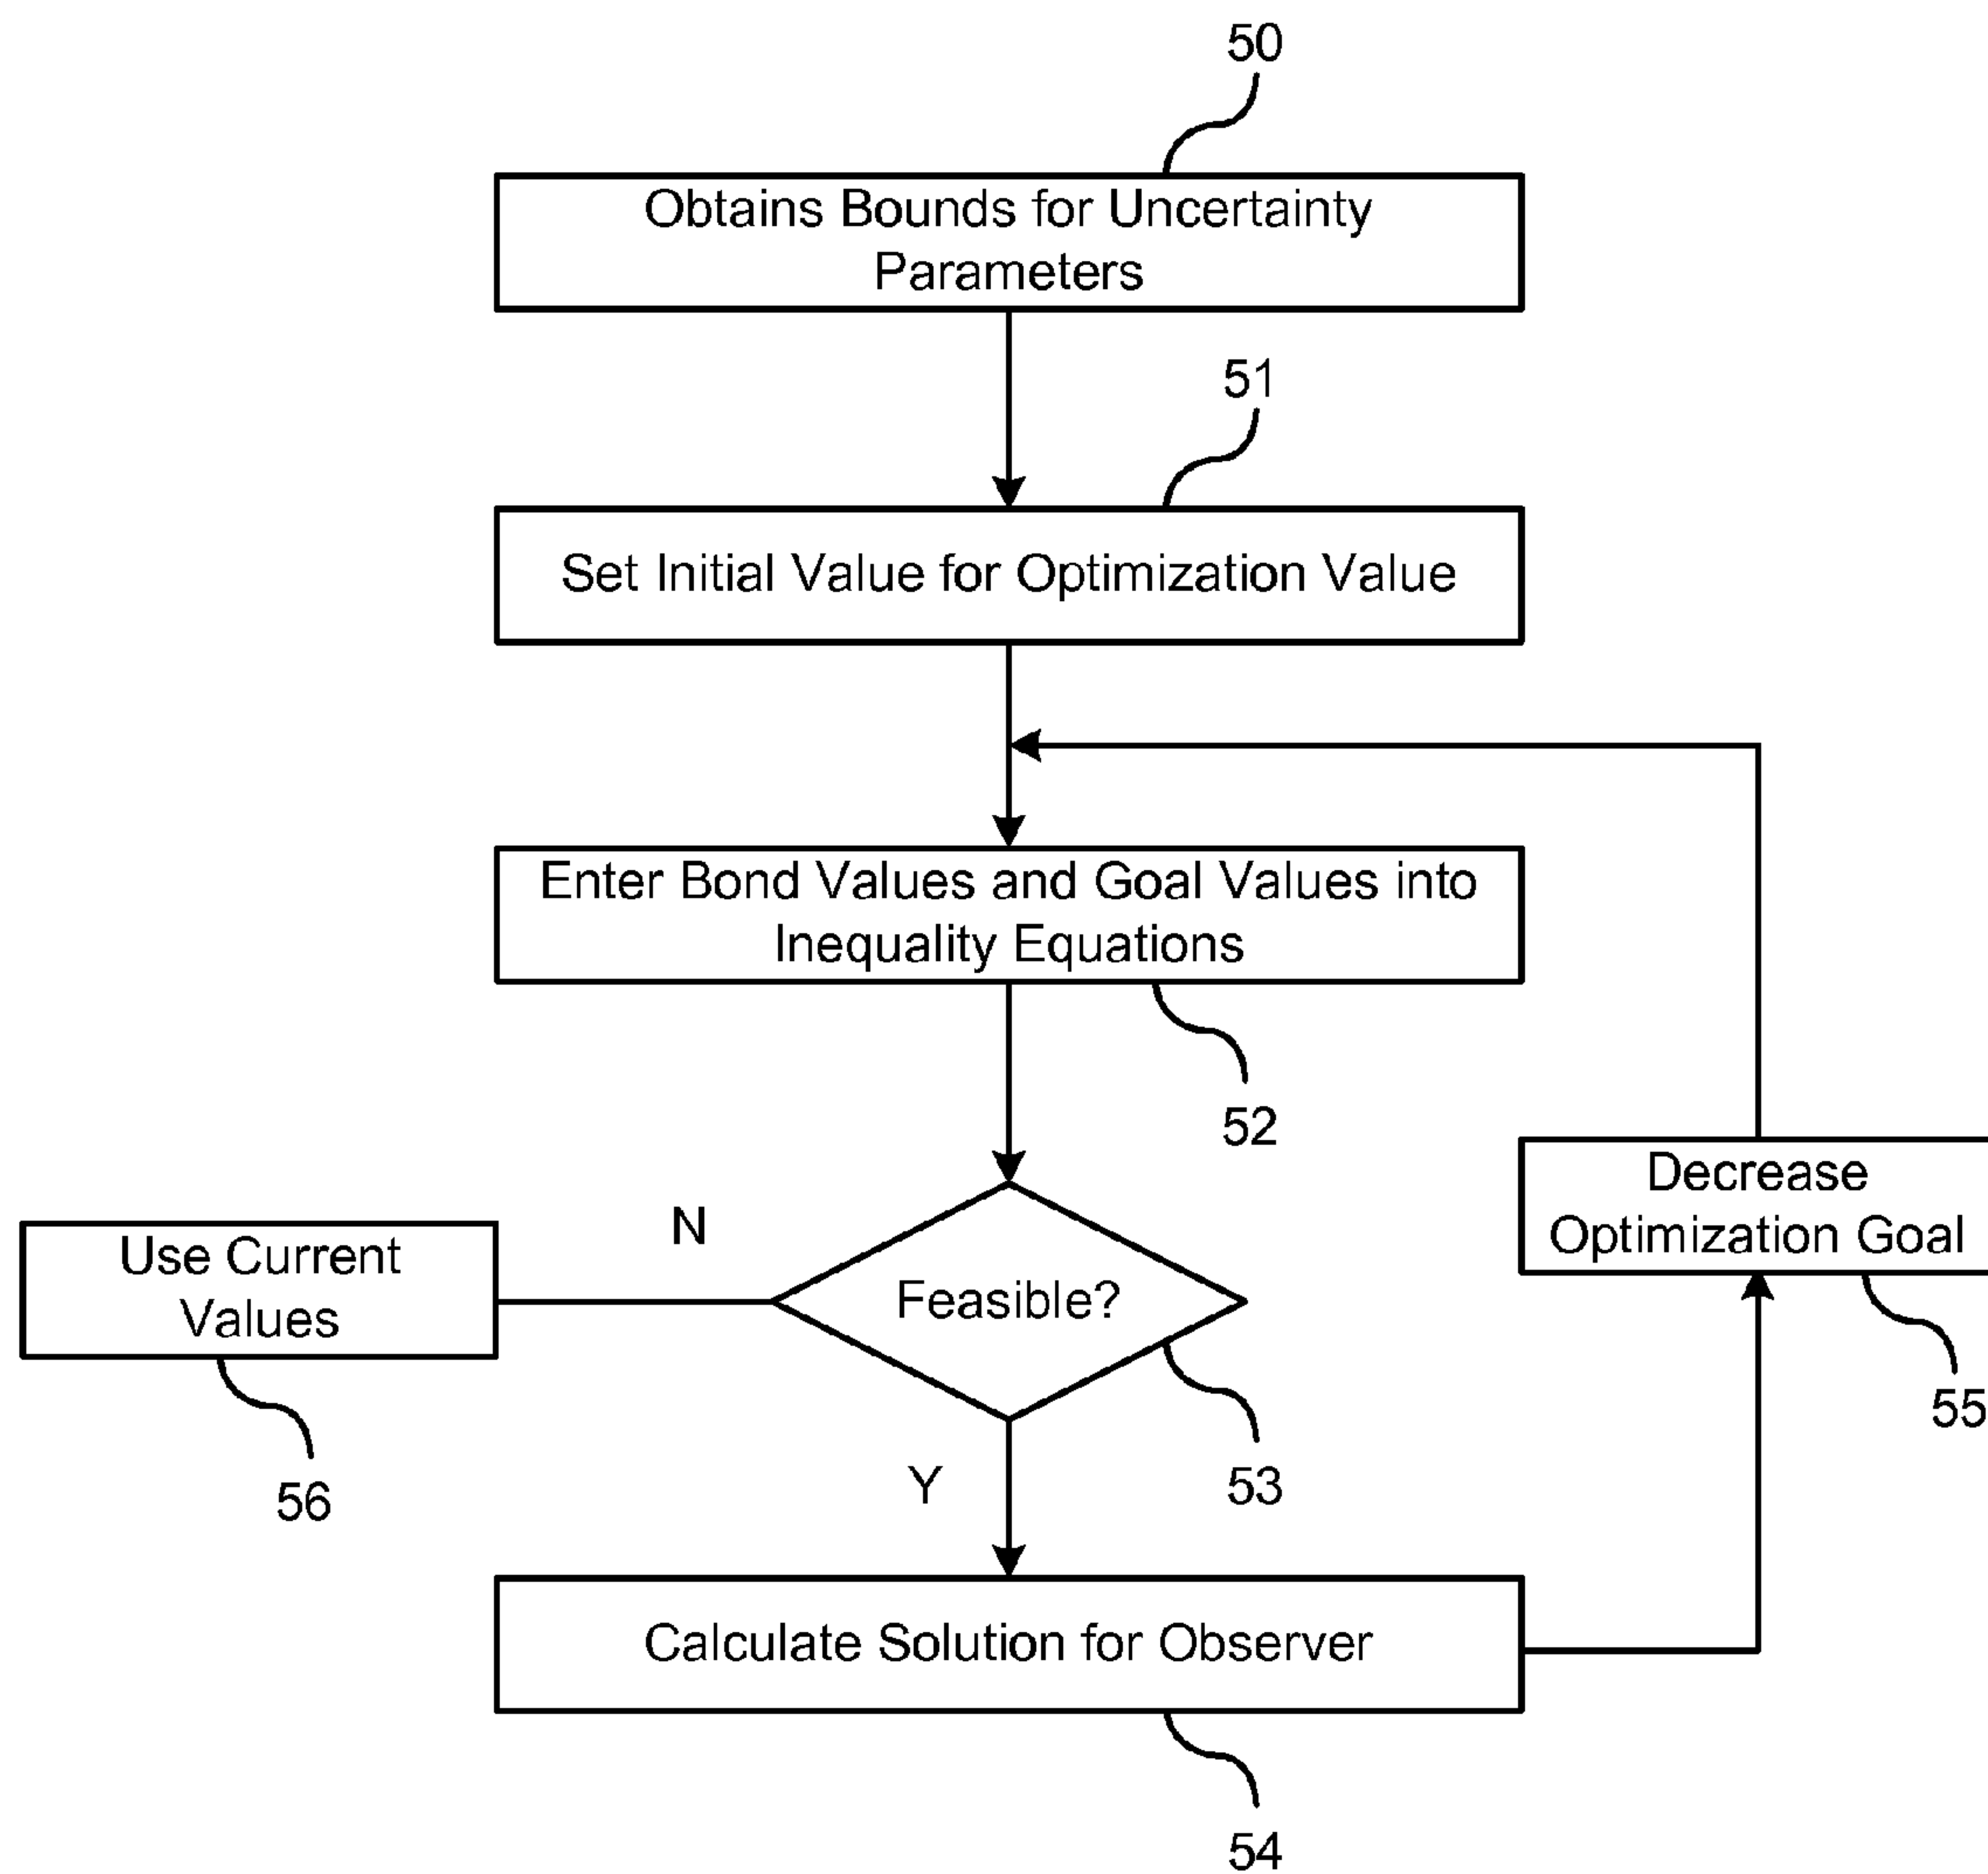 50
Obtains Bounds for Uncertainty
Parameters
51
Set Initial Value for Optimization Value
Enter Bond Values and Goal Values into
Inequality Equations
52
Decrease
Optimization Goal
55
N
Use Current
Values
56
Feasible?
53
Y
Calculate Solution for Observer
54